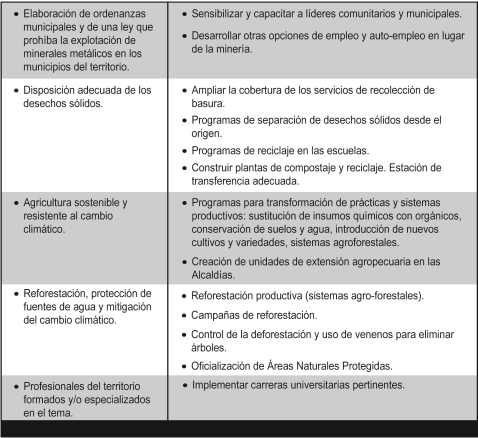 • Elaboración de ordenanzas
municipales y de una ley que
prohíba la explotación de
minerales metálicos en los
municipios del territorio.
• Sensibilizar y capacitar a líderes comunitarios y municipales.
• Desarrollar otras opciones de empleo y auto-empleo en lugar
de la minería.
• Disposición adecuada de los
desechos sólidos.
• Ampliar la cobertura de los servicios de recolección de
basura.
• Programas de separación de desechos sólidos desde el
origen.
• Programas de reciclaje en las escuelas.
• Construir plantas de compostaje y reciclaje. Estación de
transferencia adecuada.
• Agricultura sostenible y
resistente al cambio
climático.
• Programas para transformación de prácticas y sistemas
productivos: sustitución de insumos químicos con orgánicos,
conservación de suelos y agua, introducción de nuevos
cultivos y variedades, sistemas agroforestales.
• Creación de unidades de extensión agropecuaria en las
Alcaldías.
• Reforestación, protección de
fuentes de agua y mitigación
del cambio climático.
• Reforestación productiva (sistemas agro-forestales).
• Campañas de reforestación.
• Control de la deforestación y uso de venenos para eliminar
árboles.
• Oficialización de Áreas Naturales Protegidas.
• Profesionales del territorio
formados y/o especializados
en el tema.
• Implementar carreras universitarias pertinentes.